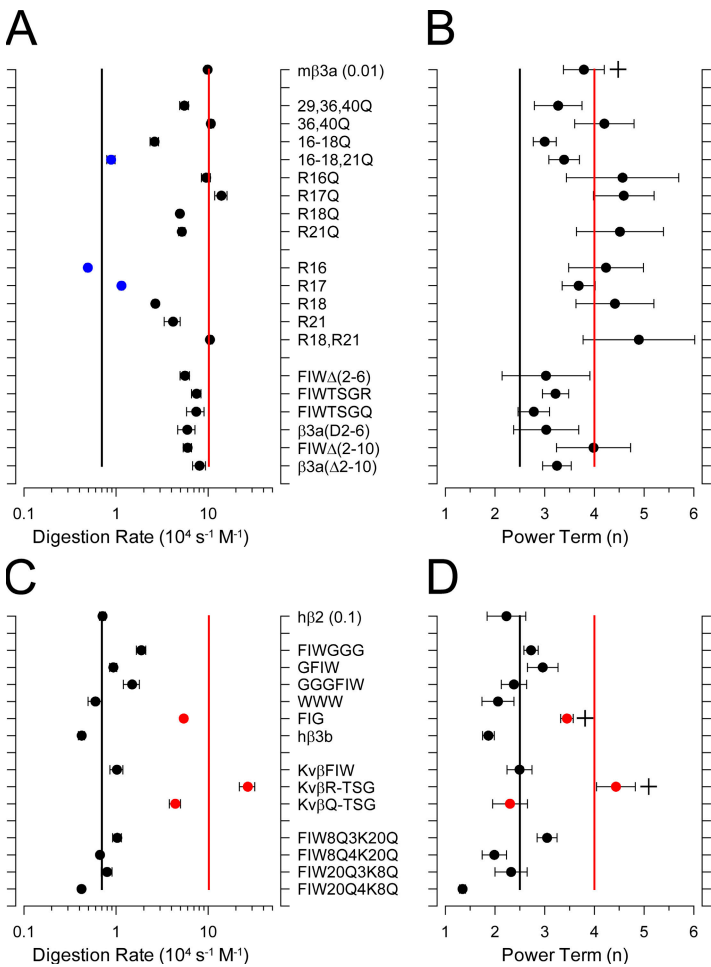 A
B
mβ3a (0.01)
29,36,40Q
36,40Q
16-18Q
16-18,21Q
R16Q
R17Q
R18Q
R21Q
R16
R17
R18
R21
R18,R21
FIWΔ(2-6)
FIWTSGR
FIWTSGQ
β3a(D2-6)
FIWΔ(2-10)
β3a(Δ2-10)
0.1 1 10
Digestion Rate (10⁴ s⁻¹ M⁻¹)
1 2 3 4 5 6
Power Term (n)
C
D
hβ2 (0.1)
FIWGGG
GFIW
GGGFIW
WWW
FIG
hβ3b
KvβFIW
KvβR-TSG
KvβQ-TSG
FIW8Q3K20Q
FIW8Q4K20Q
FIW20Q3K8Q
FIW20Q4K8Q
0.1 1 10
Digestion Rate (10⁴ s⁻¹ M⁻¹)
1 2 3 4 5 6
Power Term (n)